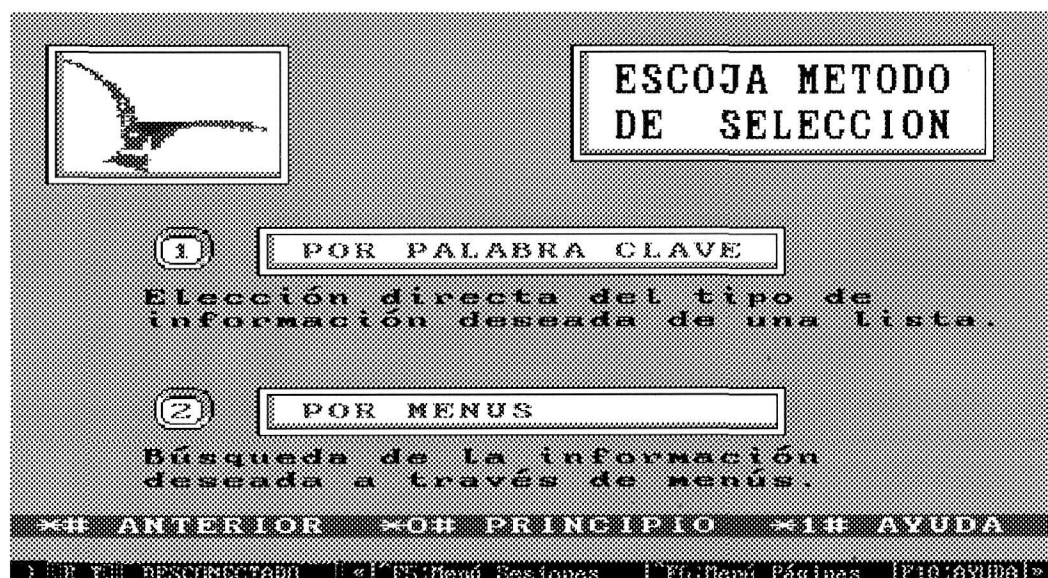 ESCOJA METODO
DE SELECCION
1 POR PALABRA CLAVE
Elección directa del tipo de
información deseada de una lista.
2 POR MENUS
Búsqueda de la información
deseada a través de menús.
*# ANTERIOR *0# PRINCIPIO *1# AYUDA
DESCONECTADO « F5:Menú Sesiones F6:Menú Páginas F10:AYUDA »